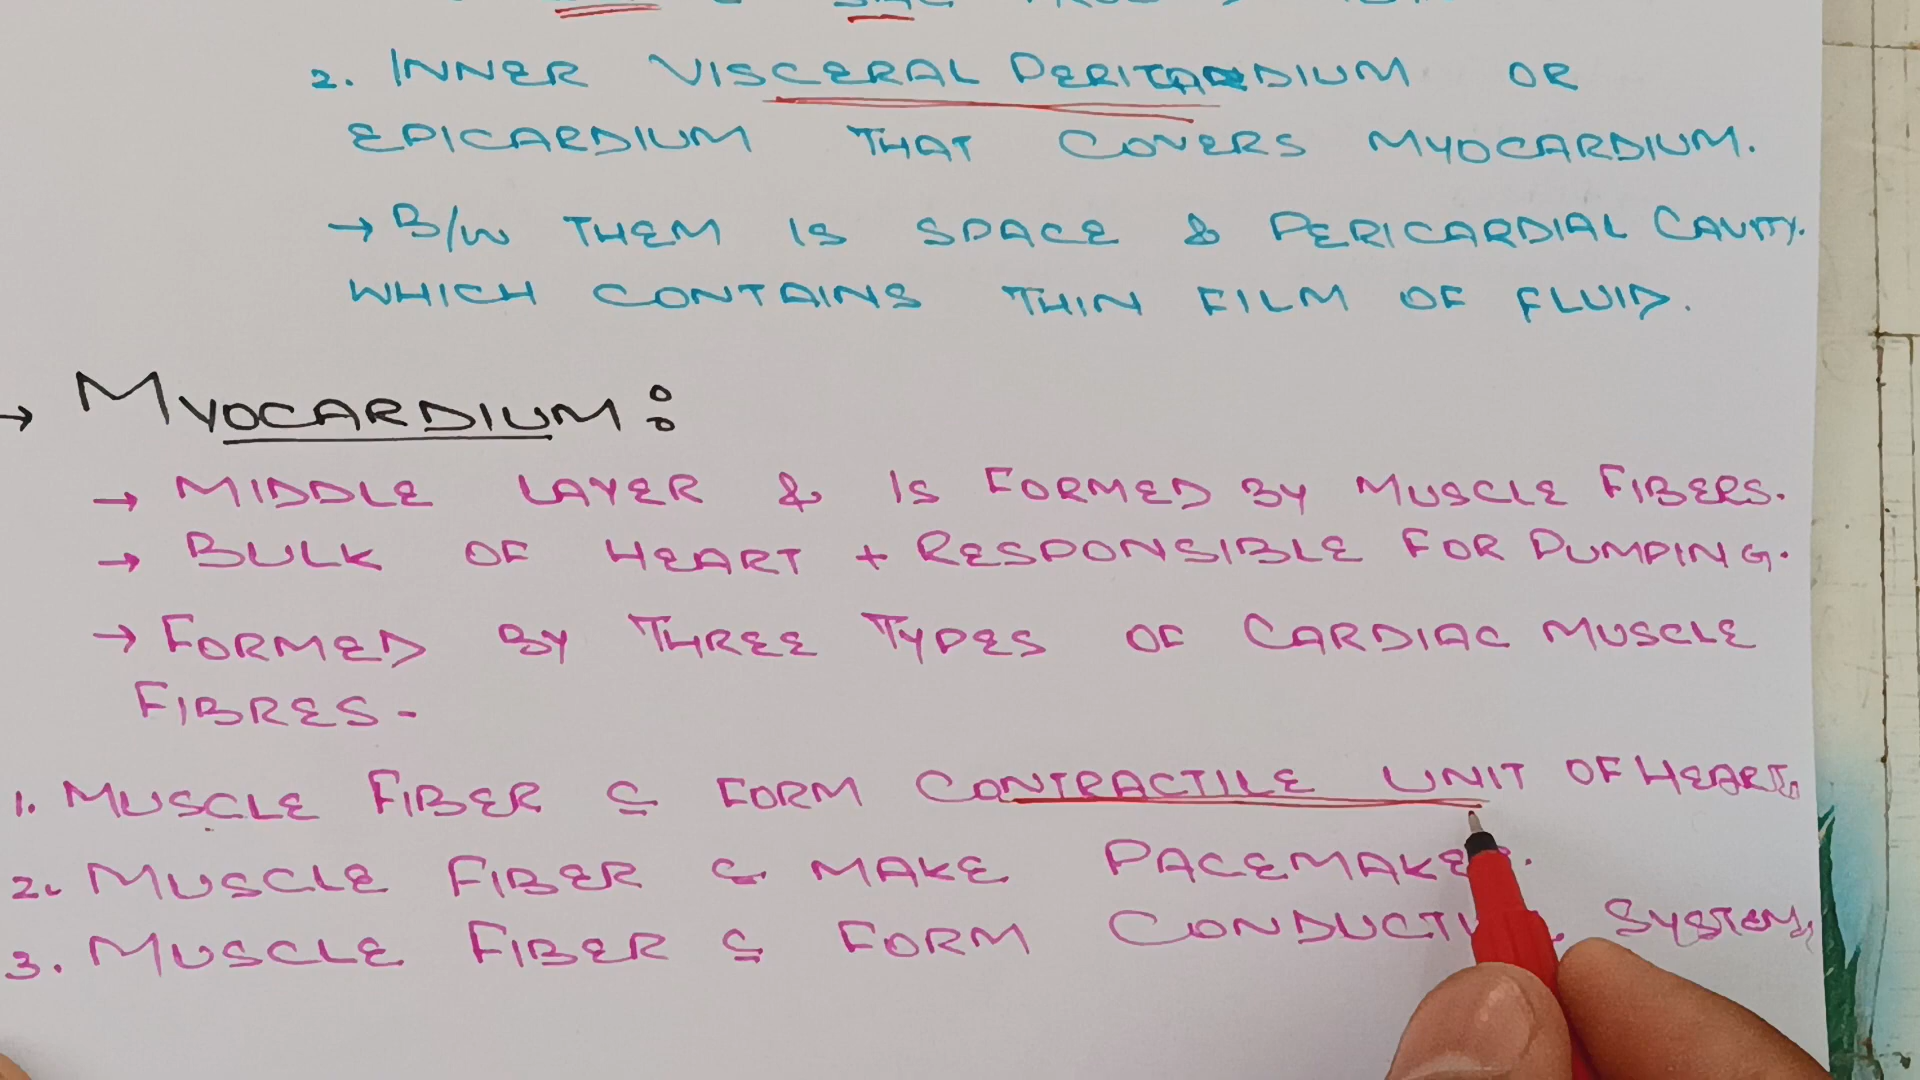 2. INNER VISCERAL PERICARDIUM OR
EPICARDIUM THAT COVERS MYOCARDIUM.
→ B/W THEM IS SPACE & PERICARDIAL CAVITY.
WHICH CONTAINS THIN FILM OF FLUID.
→ MYOCARDIUM:
→ MIDDLE LAYER & IS FORMED BY MUSCLE FIBERS.
→ BULK OF HEART + RESPONSIBLE FOR PUMPING.
→ FORMED BY THREE TYPES OF CARDIAC MUSCLE
FIBRES-
1. MUSCLE FIBER FORM CONTRACTILE UNIT OF HEART.
2. MUSCLE FIBER MAKE
3. MUSCLE FIBER FORM SYSTEM.